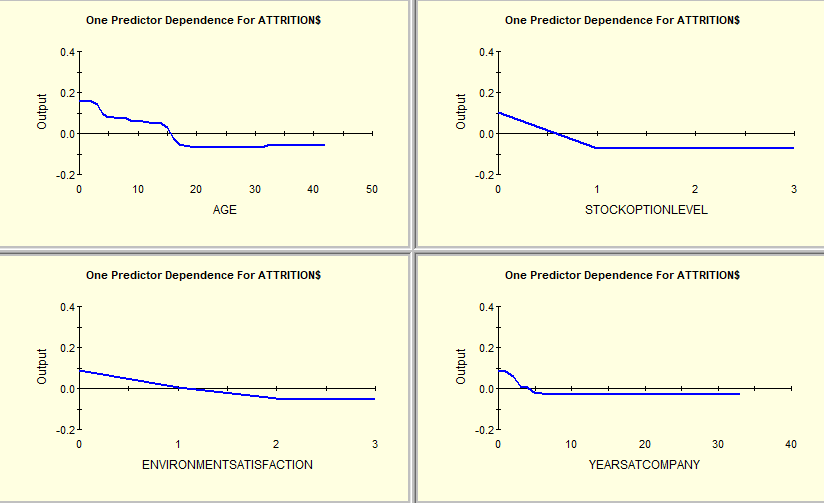 One Predictor Dependence For ATTRITION$
0.4
0.2
0.0
-0.2
Output
0 10 20 30 40 50
AGE
One Predictor Dependence For ATTRITION$
0.4
0.2
0.0
-0.2
Output
0 1 2 3
STOCKOPTIONLEVEL
One Predictor Dependence For ATTRITION$
0.4
0.2
0.0
-0.2
Output
0 1 2 3
ENVIRONMENTSATISFACTION
One Predictor Dependence For ATTRITION$
0.4
0.2
0.0
-0.2
Output
0 10 20 30 40
YEARSATCOMPANY